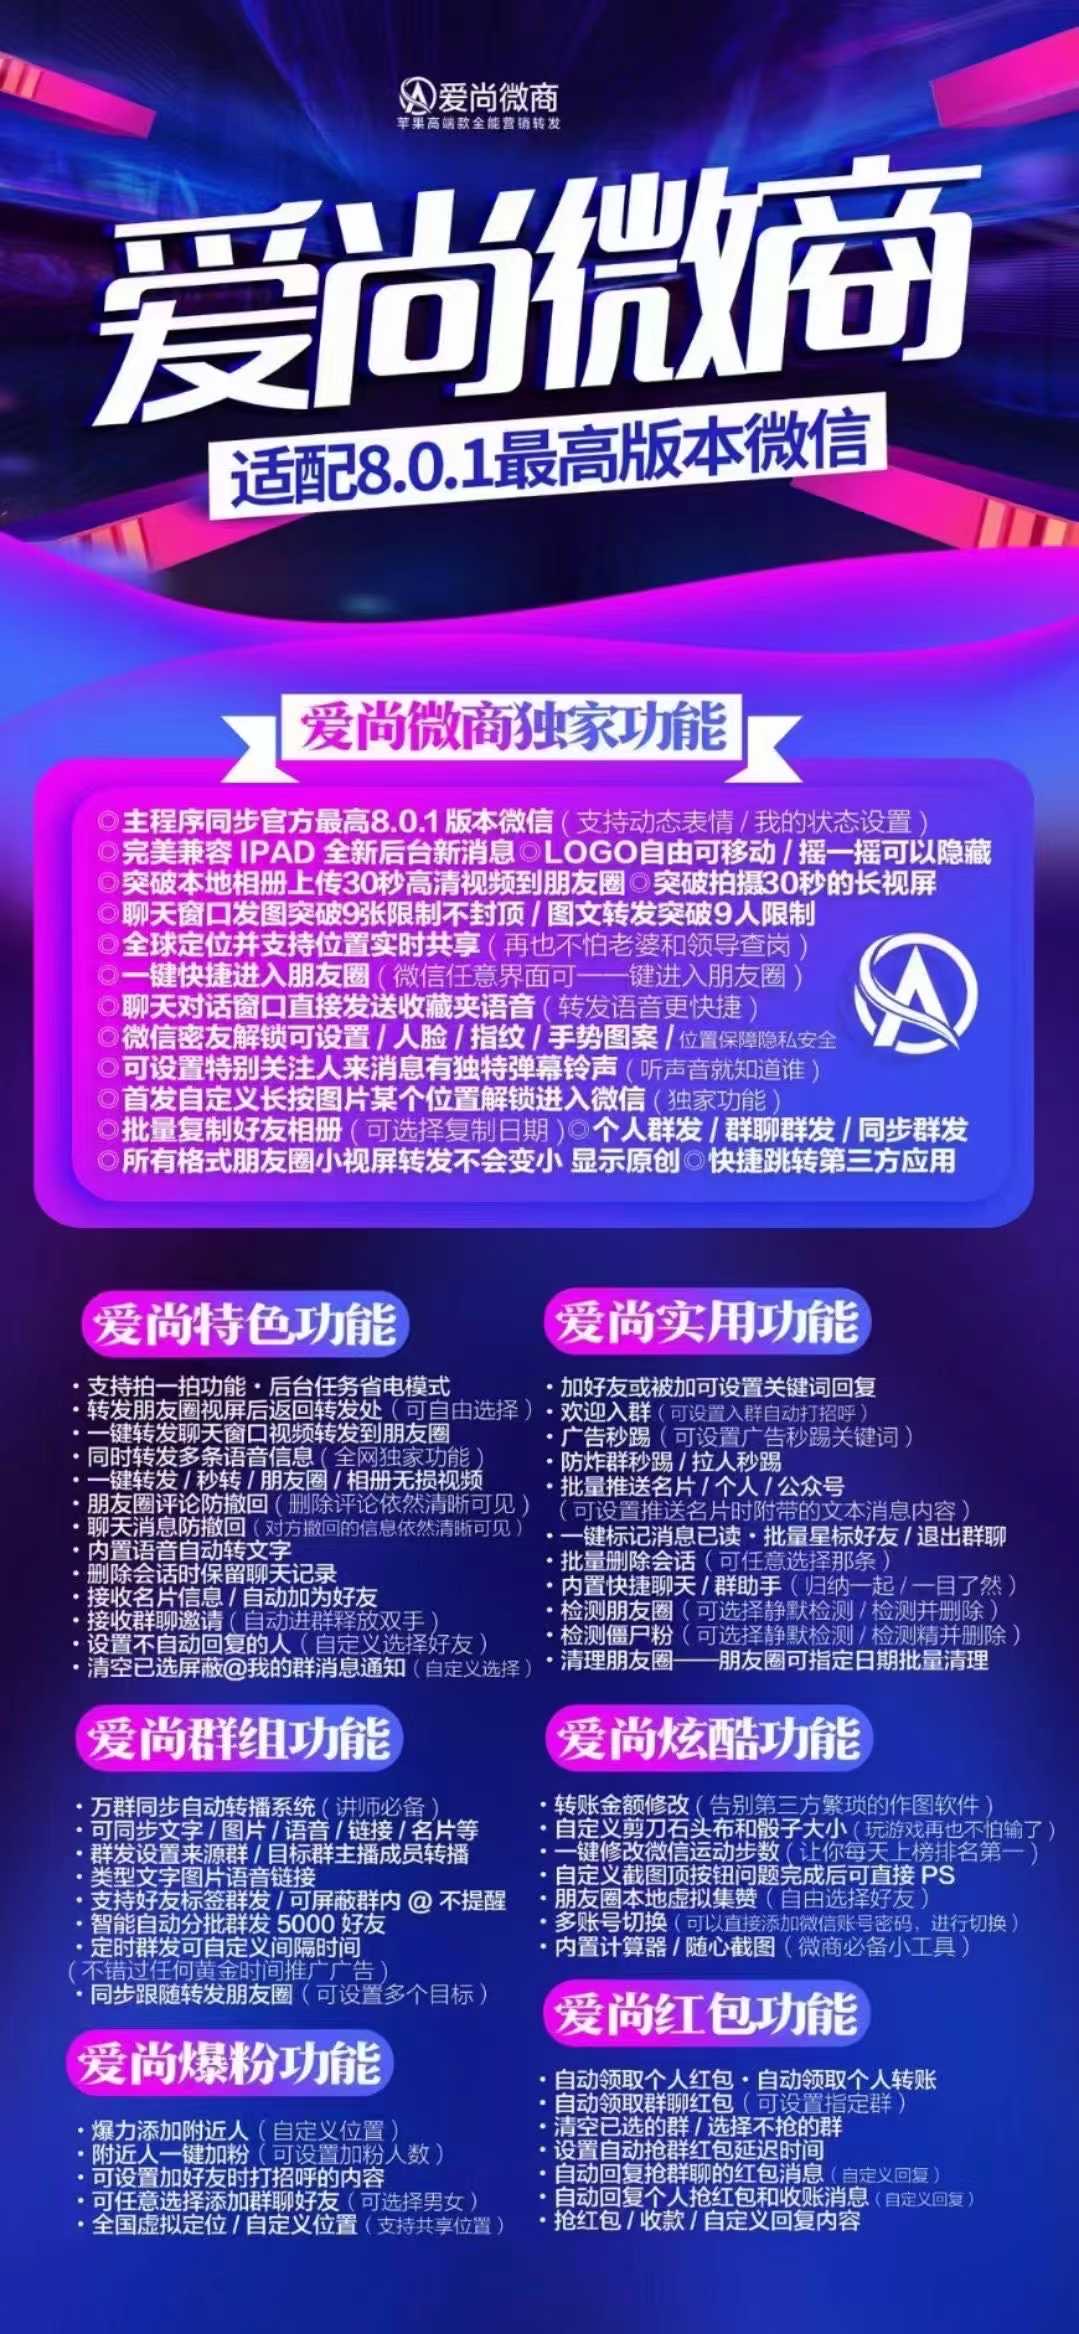 爱尚微商
苹果高端款全能营销转发
爱尚微商
适配8.0.1最高版本微信
爱尚微商独家功能
◎主程序同步官方最高8.0.1版本微信（支持动态表情/我的状态设置）
◎完美兼容 IPAD 全新后台新消息◎LOGO自由可移动/摇一摇可以隐藏
◎突破本地相册上传30秒高清视频到朋友圈◎突破拍摄30秒的长视屏
◎聊天窗口发图突破9张限制不封顶/图文转发突破9人限制
◎全球定位并支持位置实时共享（再也不怕老婆和领导查岗）
◎一键快捷进入朋友圈（微信任意界面可一一一键进入朋友圈）
◎聊天对话窗口直接发送收藏夹语音（转发语音更快捷）
◎微信密友解锁可设置/人脸/指纹/手势图案/位置保障隐私安全
◎可设置特别关注人来消息有独特弹幕铃声（听声音就知道谁）
◎首发自定义长按图片某个位置解锁进入微信（独家功能）
◎批量复制好友相册（可选择复制日期）◎个人群发/群聊群发/同步群发
◎所有格式朋友圈小视屏转发不会变小 显示原创◎快捷跳转第三方应用
爱尚特色功能
·支持拍一拍功能·后台任务省电模式
·转发朋友圈视屏后返回转发处（可自由选择）
·一键转发聊天窗口视频转发到朋友圈
·同时转发多条语音信息（全网独家功能）
·一键转发/秒转/朋友圈/相册无损视频
·朋友圈评论防撤回（删除评论依然清晰可见）
·聊天消息防撤回（对方撤回的信息依然清晰可见）
·内置语音自动转文字
·删除会话时保留聊天记录
·接收名片信息/自动加为好友
·接收群聊邀请（自动进群释放双手）
·设置不自动回复的人（自定义选择好友）
·清空已选屏蔽@我的群消息通知（自定义选择）
爱尚实用功能
·加好友或被加可设置关键词回复
·欢迎入群（可设置入群自动打招呼）
·广告秒踢（可设置广告秒踢关键词）
·防炸群秒踢/拉人秒踢
·批量推送名片/个人/公众号
（可设置推送名片时附带的文本消息内容）
·一键标记消息已读·批量星标好友/退出群聊
·批量删除会话（可任意选择那条）
·内置快捷聊天/群助手（归纳一起/一目了然）
·检测朋友圈（可选择静默检测/检测并删除）
·检测僵尸粉（可选择静默检测/检测精并删除）
·清理朋友圈——朋友圈可指定日期批量清理
爱尚群组功能
·万群同步自动转播系统（讲师必备）
·可同步文字/图片/语音/链接/名片等
·群发设置来源群/目标群主播成员转播
·类型文字图片语音链接
·支持好友标签群发/可屏蔽群内 @ 不提醒
·智能自动分批群发 5000 好友
·定时群发可自定义间隔时间
（不错过任何黄金时间推广广告）
·同步跟随转发朋友圈（可设置多个目标）
爱尚炫酷功能
·转账金额修改（告别第三方繁琐的作图软件）
·自定义剪刀石头布和骰子大小（玩游戏再也不怕输了）
·一键修改微信运动步数（让你每天上榜排名第一）
·自定义截图顶按钮问题完成后可直接 PS
·朋友圈本地虚拟集赞（自由选择好友）
·多账号切换（可以直接添加微信账号密码，进行切换）
·内置计算器/随心截图（微商必备小工具）
爱尚爆粉功能
·爆力添加附近人（自定义位置）
·附近人一键加粉（可设置加粉人数）
·可设置加好友时打招呼的内容
·可任意选择添加群聊好友（可选择男女）
·全国虚拟定位/自定义位置（支持共享位置）
爱尚红包功能
·自动领取个人红包·自动领取个人转账
·自动领取群聊红包（可设置指定群）
·清空已选的群/选择不抢的群
·设置自动抢群红包延迟时间
·自动回复抢群聊的红包消息（自定义回复）
·自动回复个人抢红包和收账消息（自定义回复）
·抢红包/收款/自定义回复内容